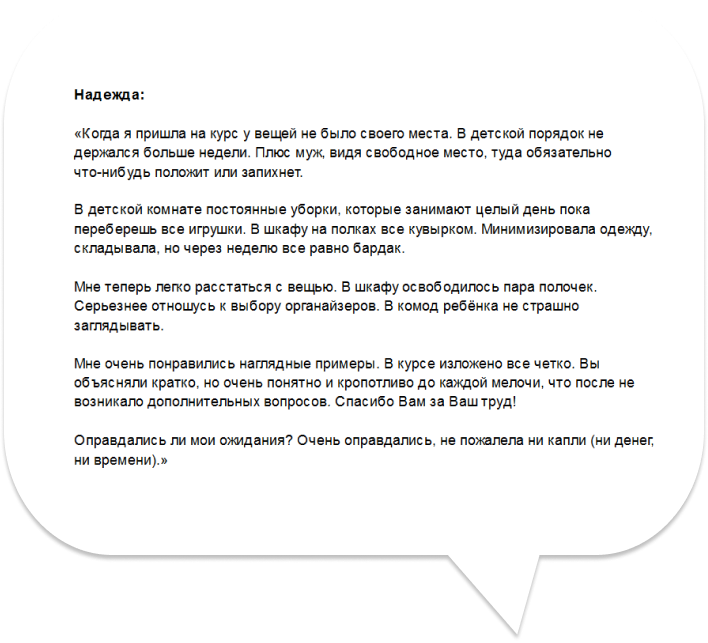 Надежда:
«Когда я пришла на курс у вещей не было своего места. В детской порядок не
держался больше недели. Плюс муж, видя свободное место, туда обязательно
что-нибудь положит или запихнет.
В детской комнате постоянные уборки, которые занимают целый день пока
переберешь все игрушки. В шкафу на полках все кувырком. Минимизировала одежду,
складывала, но через неделю все равно бардак.
Мне теперь легко расстаться с вещью. В шкафу освободилось пара полочек.
Серьезнее отношусь к выбору органайзеров. В комод ребёнка не страшно
заглядывать.
Мне очень понравились наглядные примеры. В курсе изложено все четко. Вы
объясняли кратко, но очень понятно и кропотливо до каждой мелочи, что после не
возникало дополнительных вопросов. Спасибо Вам за Ваш труд!
Оправдались ли мои ожидания? Очень оправдались, не пожалела ни капли (ни денег,
ни времени).»